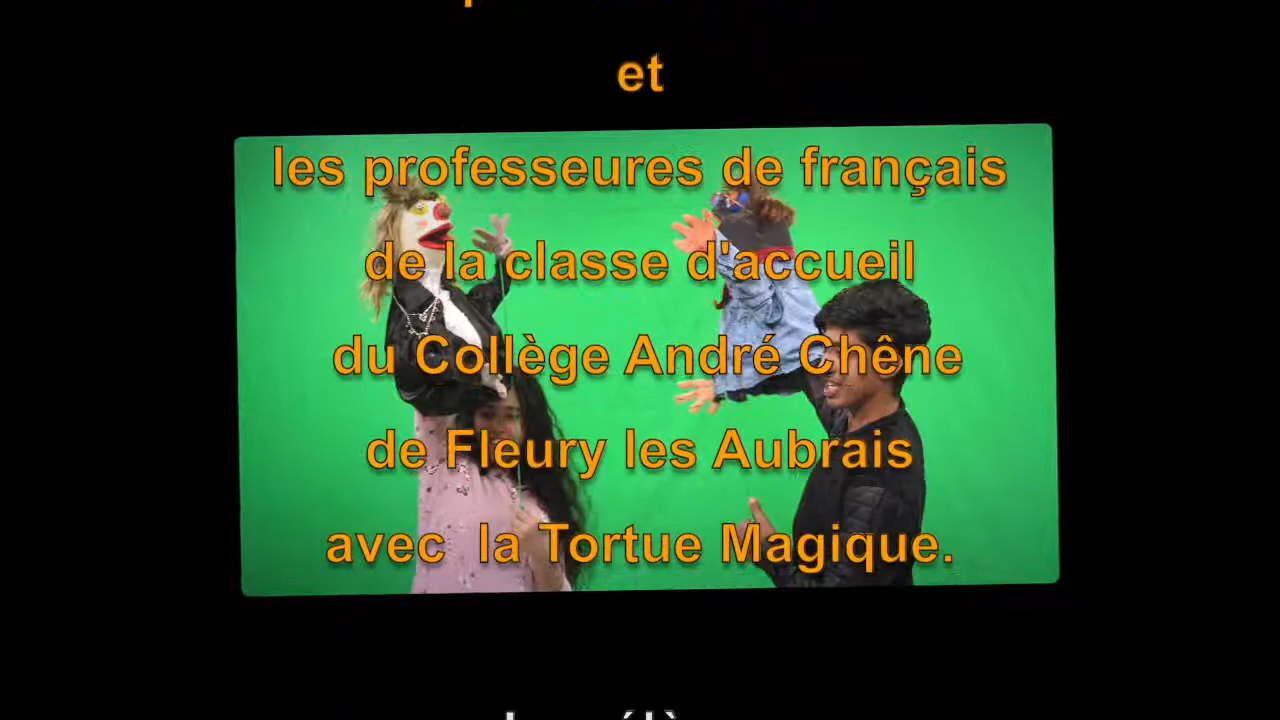 et
les professeures de français
de la classe d'accueil
du Collège André Chêne
de Fleury les Aubrais
avec la Tortue Magique.